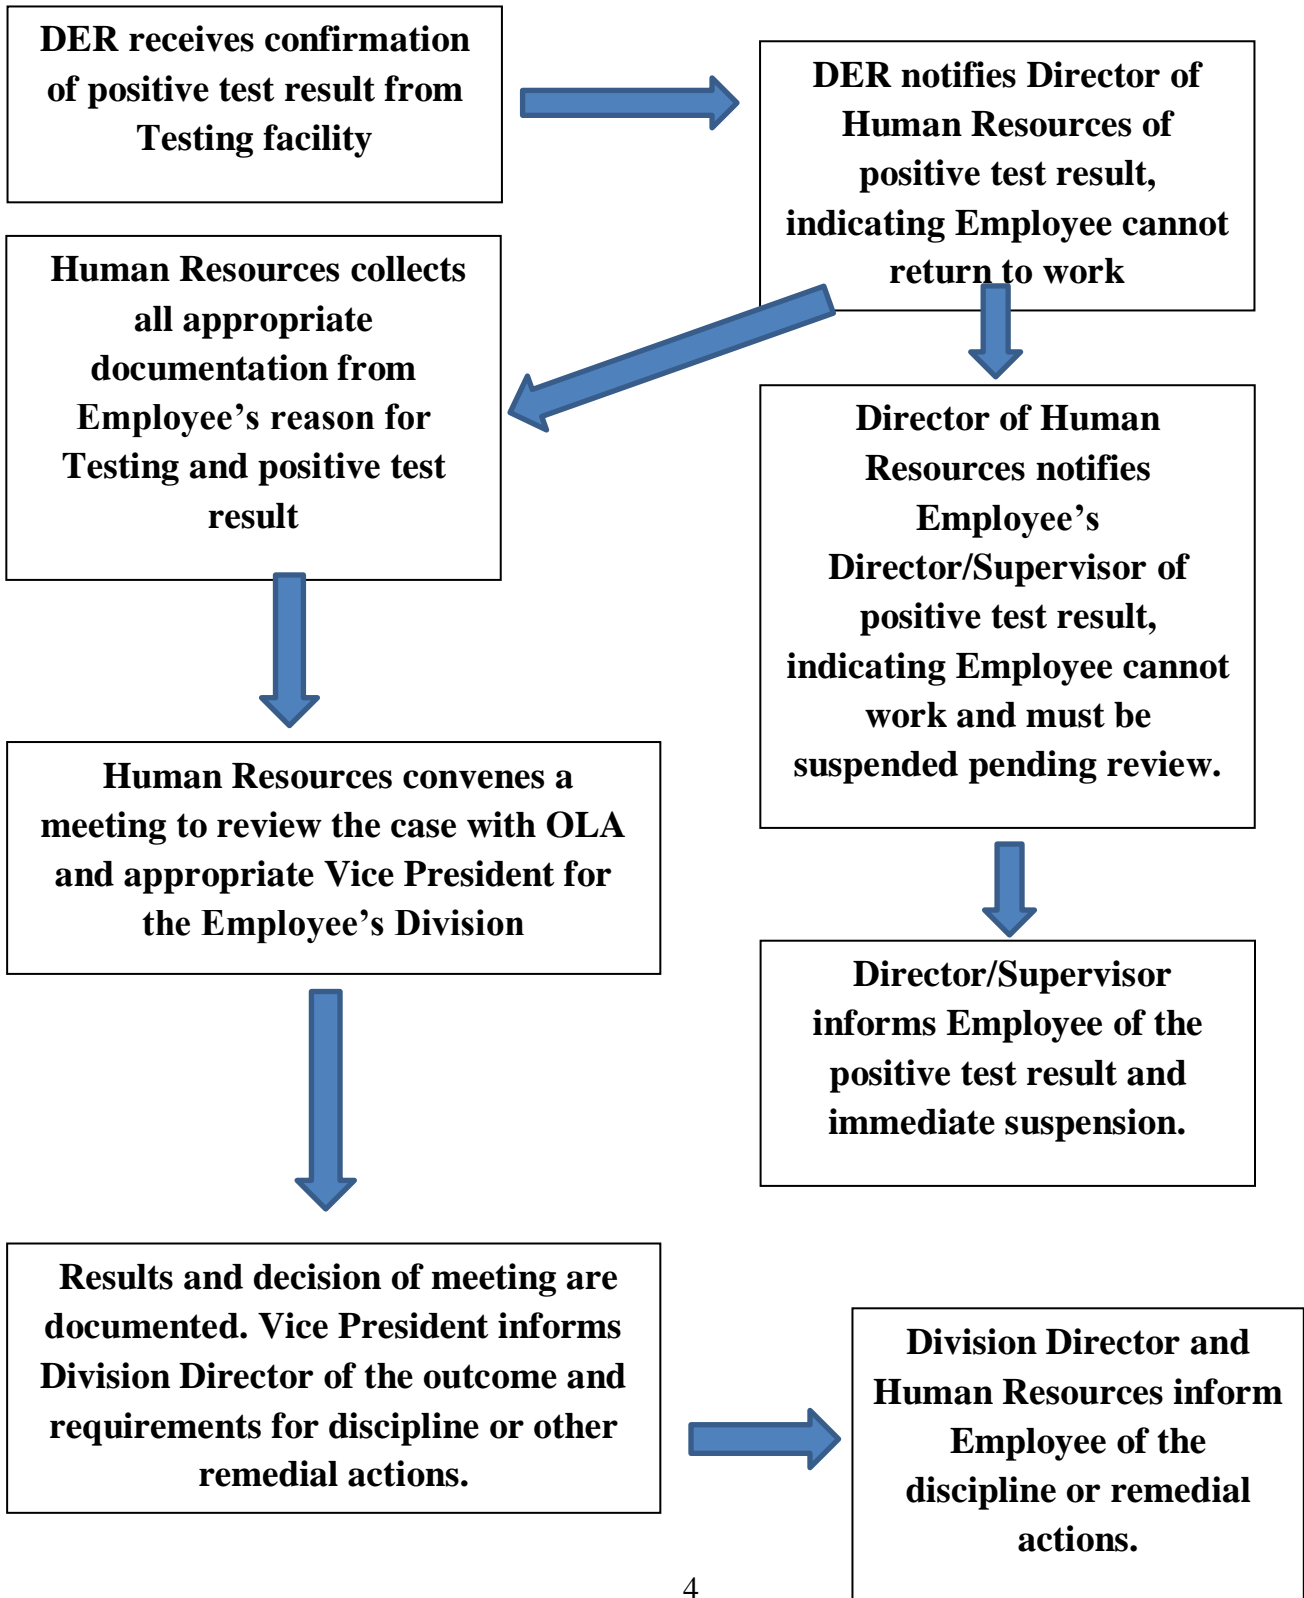 DER receives confirmation
of positive test result from
Testing facility
DER notifies Director of
Human Resources of
positive test result,
indicating Employee cannot
return to work
Human Resources collects
all appropriate
documentation from
Employee’s reason for
Testing and positive test
result
Director of Human
Resources notifies
Employee’s
Director/Supervisor of
positive test result,
indicating Employee cannot
work and must be
suspended pending review.
Human Resources convenes a
meeting to review the case with OLA
and appropriate Vice President for
the Employee’s Division
Director/Supervisor
informs Employee of the
positive test result and
immediate suspension.
Results and decision of meeting are
documented. Vice President informs
Division Director of the outcome and
requirements for discipline or other
remedial actions.
Division Director and
Human Resources inform
Employee of the
discipline or remedial
actions.
4